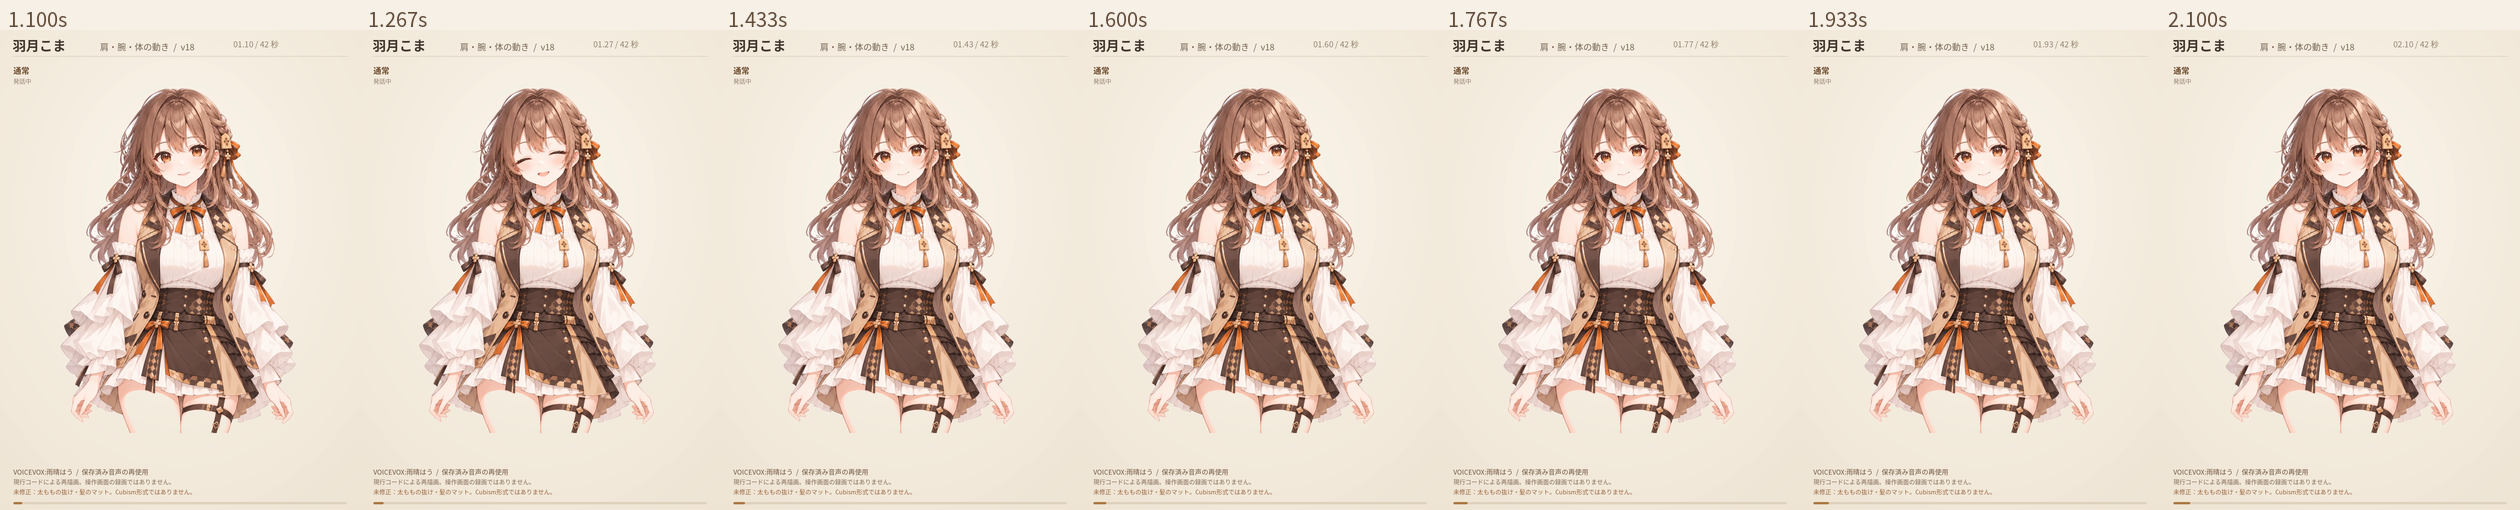 1.100s
羽月こま 肩・腕・体の動き / v18 01.10 / 42 秒
通常
発話中
VOICEVOX:雨晴はう / 保存済み音声の再使用
現行コードによる再描画。操作画面の録画ではありません。
未修正：太ももの抜け・髪のマット。Cubism形式ではありません。
1.267s
羽月こま 肩・腕・体の動き / v18 01.27 / 42 秒
通常
発話中
VOICEVOX:雨晴はう / 保存済み音声の再使用
現行コードによる再描画。操作画面の録画ではありません。
未修正：太ももの抜け・髪のマット。Cubism形式ではありません。
1.433s
羽月こま 肩・腕・体の動き / v18 01.43 / 42 秒
通常
発話中
VOICEVOX:雨晴はう / 保存済み音声の再使用
現行コードによる再描画。操作画面の録画ではありません。
未修正：太ももの抜け・髪のマット。Cubism形式ではありません。
1.600s
羽月こま 肩・腕・体の動き / v18 01.60 / 42 秒
通常
発話中
VOICEVOX:雨晴はう / 保存済み音声の再使用
現行コードによる再描画。操作画面の録画ではありません。
未修正：太ももの抜け・髪のマット。Cubism形式ではありません。
1.767s
羽月こま 肩・腕・体の動き / v18 01.77 / 42 秒
通常
発話中
VOICEVOX:雨晴はう / 保存済み音声の再使用
現行コードによる再描画。操作画面の録画ではありません。
未修正：太ももの抜け・髪のマット。Cubism形式ではありません。
1.933s
羽月こま 肩・腕・体の動き / v18 01.93 / 42 秒
通常
発話中
VOICEVOX:雨晴はう / 保存済み音声の再使用
現行コードによる再描画。操作画面の録画ではありません。
未修正：太ももの抜け・髪のマット。Cubism形式ではありません。
2.100s
羽月こま 肩・腕・体の動き / v18 02.10 / 42 秒
通常
発話中
VOICEVOX:雨晴はう / 保存済み音声の再使用
現行コードによる再描画。操作画面の録画ではありません。
未修正：太ももの抜け・髪のマット。Cubism形式ではありません。